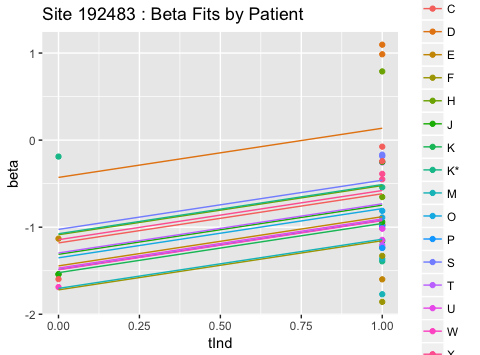 Site 192483 : Beta Fits by Patient
1
0
-1
-2
beta
0.00 0.25 0.50 0.75 1.00
tInd
C
D
E
F
H
J
K
K*
M
O
P
S
T
U
W